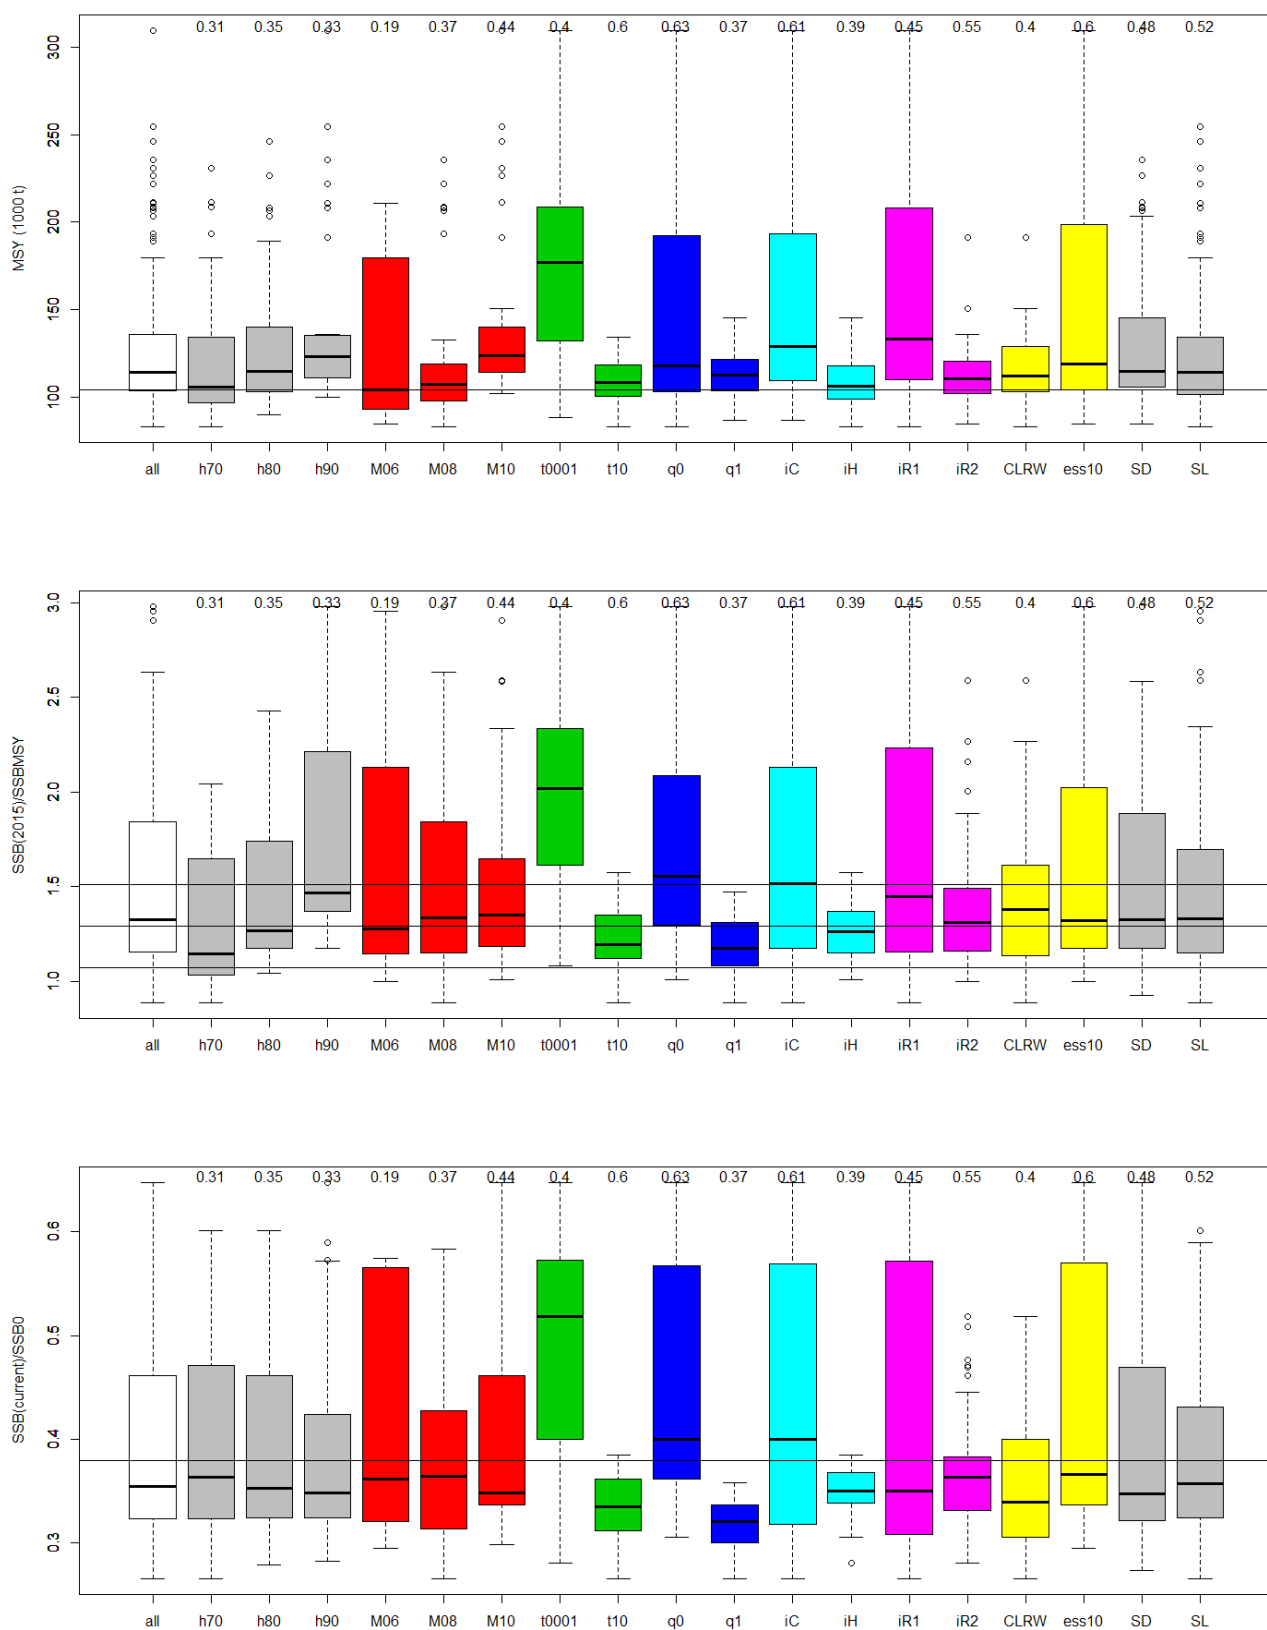 0.31 0.35 0.33 0.19 0.37 0.44 0.4 0.6 0.63 0.37 0.61 0.39 0.45 0.55 0.4 0.6 0.48 0.52
300
250
200
150
100
MSY (1000 t)
all h70 h80 h90 M06 M08 M10 t0001 t10 q0 q1 iC iH iR1 iR2 CLRW ess10 SD SL
0.31 0.35 0.33 0.19 0.37 0.44 0.4 0.6 0.63 0.37 0.61 0.39 0.45 0.55 0.4 0.6 0.48 0.52
3.0
2.5
2.0
1.5
1.0
SSB(2015)/SSBMSY
all h70 h80 h90 M06 M08 M10 t0001 t10 q0 q1 iC iH iR1 iR2 CLRW ess10 SD SL
0.31 0.35 0.33 0.19 0.37 0.44 0.4 0.6 0.63 0.37 0.61 0.39 0.45 0.55 0.4 0.6 0.48 0.52
0.6
0.5
0.4
0.3
SSB(current)/SSB0
all h70 h80 h90 M06 M08 M10 t0001 t10 q0 q1 iC iH iR1 iR2 CLRW ess10 SD SL